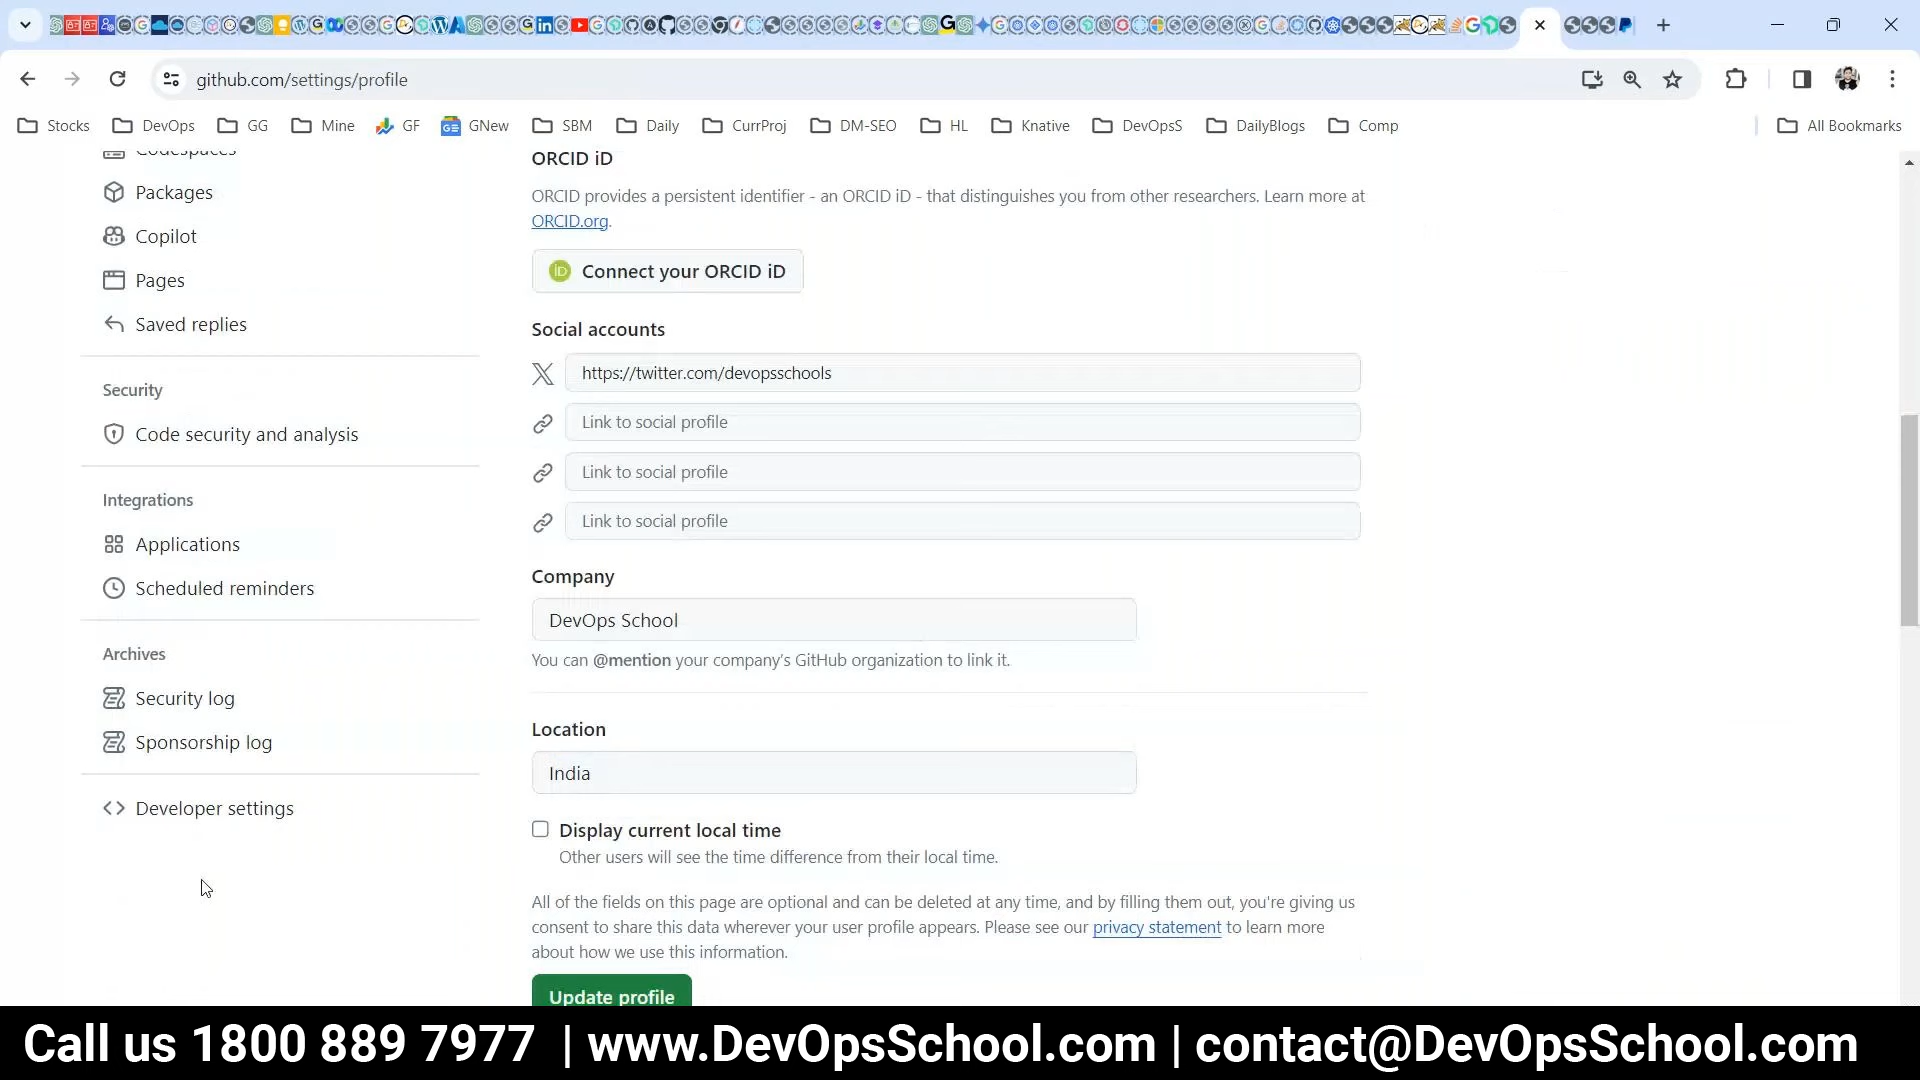 github.com/settings/profile
Stocks DevOps GG Mine GF GNew SBM Daily CurrProj DM-SEO HL Knative DevOpsS DailyBlogs Comp All Bookmarks
Codespaces
Packages
Copilot
Pages
Saved replies
Security
Code security and analysis
Integrations
Applications
Scheduled reminders
Archives
Security log
Sponsorship log
Developer settings
ORCID iD
ORCID provides a persistent identifier - an ORCID iD - that distinguishes you from other researchers. Learn more at
ORCID.org.
Connect your ORCID iD
Social accounts
https://twitter.com/devopsschools
Link to social profile
Link to social profile
Link to social profile
Company
DevOps School
You can @mention your company's GitHub organization to link it.
Location
India
Display current local time
Other users will see the time difference from their local time.
All of the fields on this page are optional and can be deleted at any time, and by filling them out, you're giving us
consent to share this data wherever your user profile appears. Please see our privacy statement to learn more
about how we use this information.
Update profile
Call us 1800 889 7977 | www.DevOpsSchool.com | contact@DevOpsSchool.com